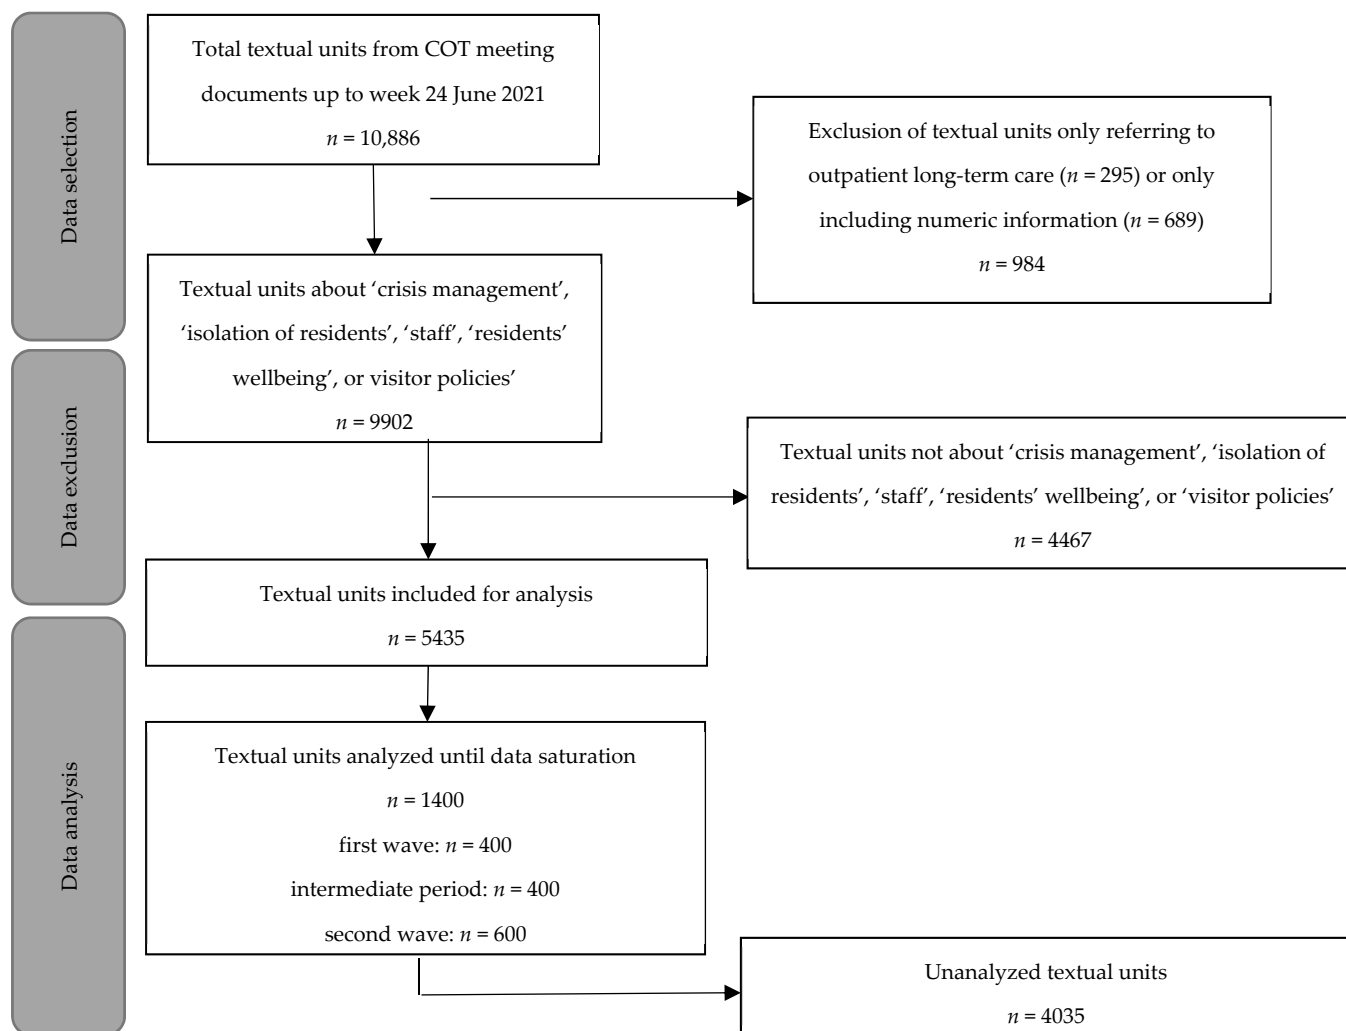 Data selection
Total textual units from COT meeting
documents up to week 24 June 2021
n = 10,886
Exclusion of textual units only referring to
outpatient long-term care (n = 295) or only
including numeric information (n = 689)
n = 984
Textual units about ‘crisis management’,
‘isolation of residents’, ‘staff’, ‘residents’
wellbeing’, or visitor policies’
n = 9902
Data exclusion
Textual units not about ‘crisis management’, ‘isolation of
residents’, ‘staff’, ‘residents’ wellbeing’, or ‘visitor policies’
n = 4467
Textual units included for analysis
n = 5435
Data analysis
Textual units analyzed until data saturation
n = 1400
first wave: n = 400
intermediate period: n = 400
second wave: n = 600
Unanalyzed textual units
n = 4035